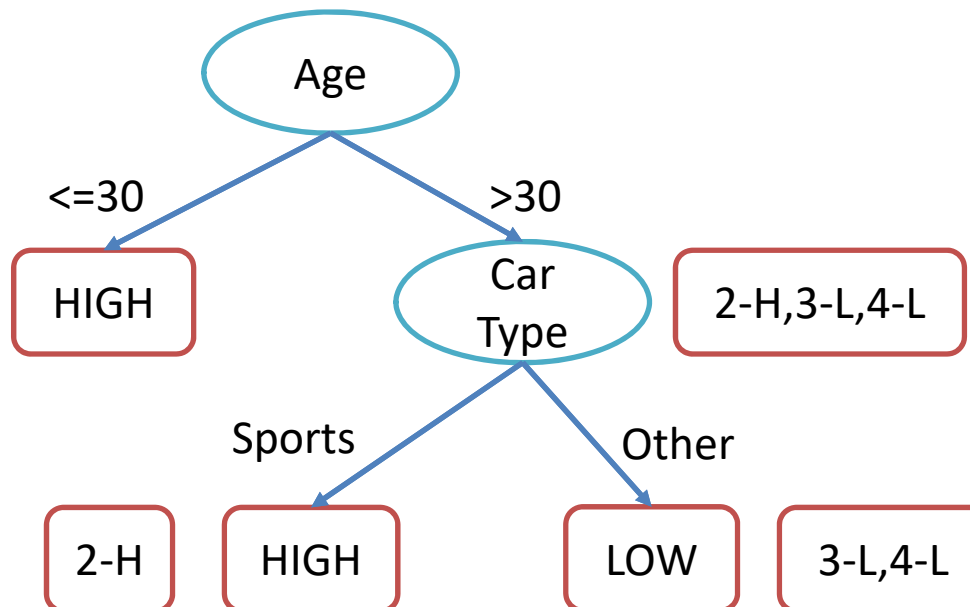 Age
<=30
>30
HIGH
Car
Type
2-H,3-L,4-L
Sports
Other
2-H
HIGH
LOW
3-L,4-L